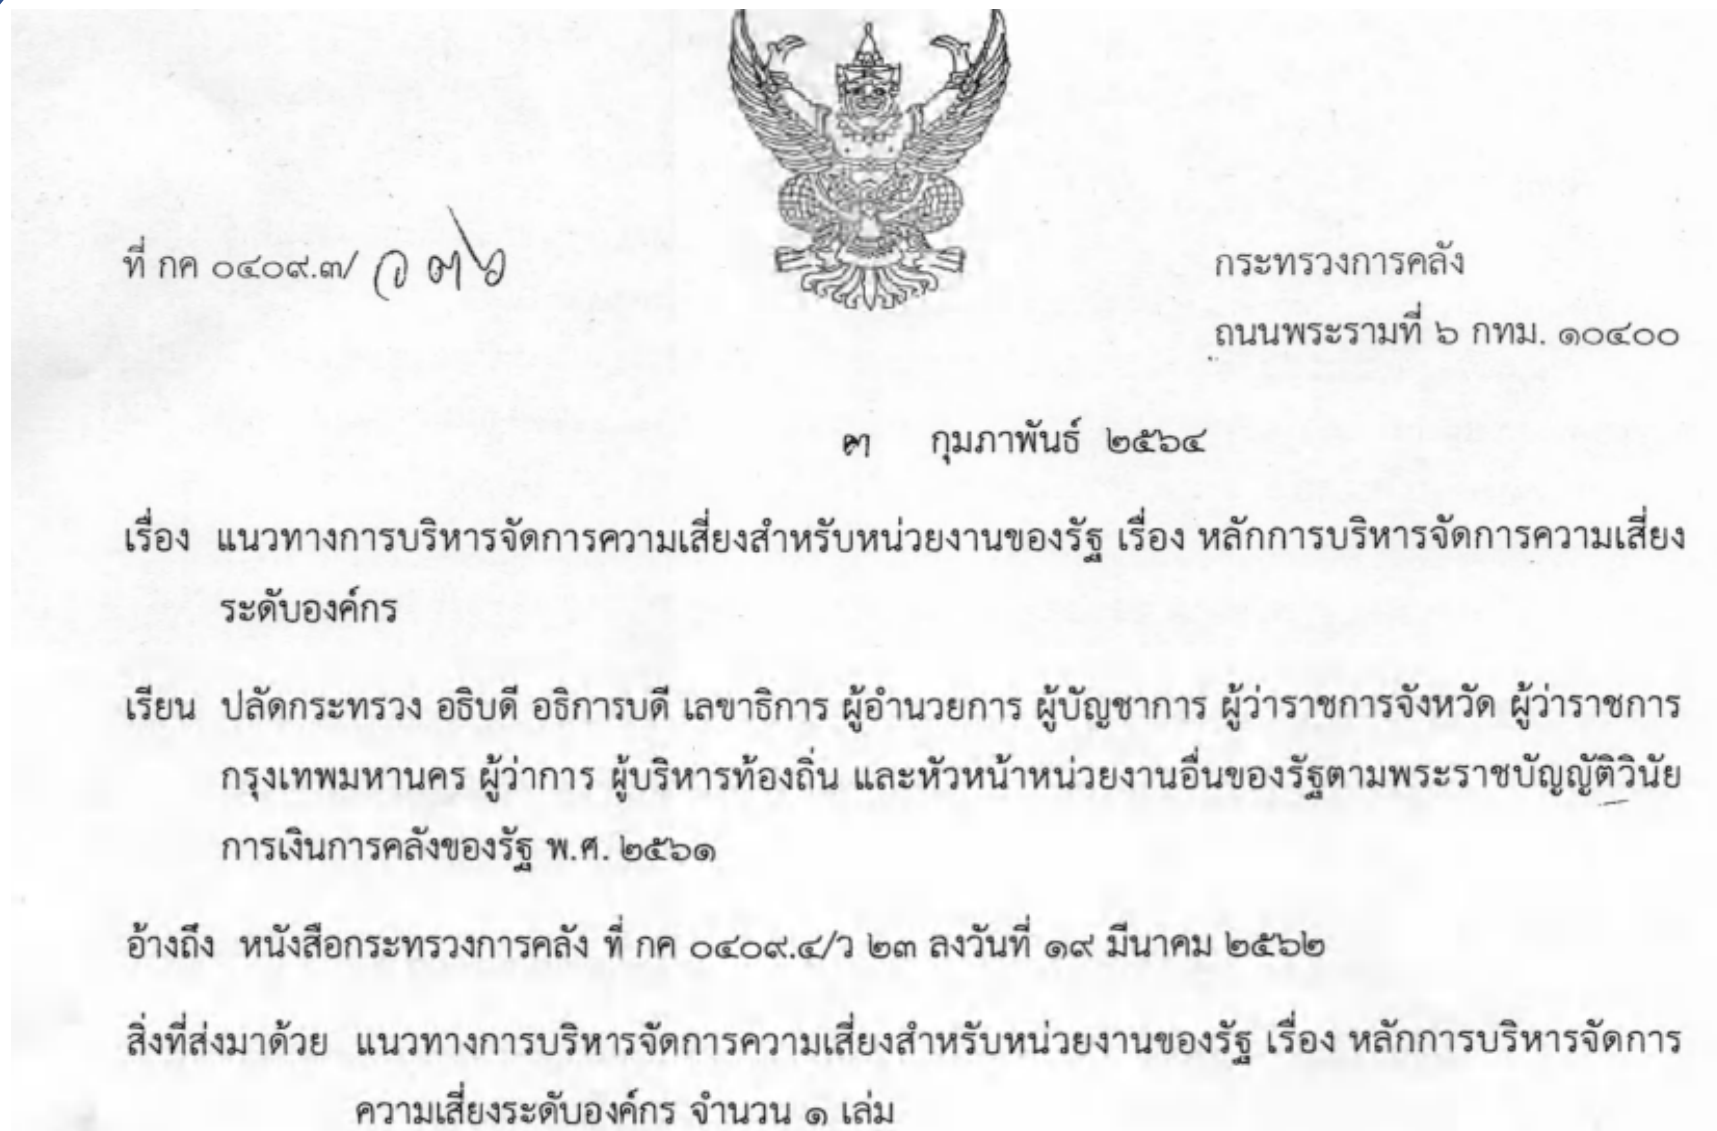 ที่ กค ๐๔๐๙.๓/ ว ๓๖
กระทรวงการคลัง
ถนนพระรามที่ ๖ กทม. ๑๐๔๐๐
๓ กุมภาพันธ์ ๒๕๖๔
เรื่อง แนวทางการบริหารจัดการความเสี่ยงสำหรับหน่วยงานของรัฐ เรื่อง หลักการบริหารจัดการความเสี่ยง
ระดับองค์กร
เรียน ปลัดกระทรวง อธิบดี อธิการบดี เลขาธิการ ผู้อำนวยการ ผู้บัญชาการ ผู้ว่าราชการจังหวัด ผู้ว่าราชการ
กรุงเทพมหานคร ผู้ว่าการ ผู้บริหารท้องถิ่น และหัวหน้าหน่วยงานอื่นของรัฐตามพระราชบัญญัติวินัย
การเงินการคลังของรัฐ พ.ศ. ๒๕๖๑
อ้างถึง หนังสือกระทรวงการคลัง ที่ กค ๐๔๐๙.๔/ว ๒๓ ลงวันที่ ๑๙ มีนาคม ๒๕๖๒
สิ่งที่ส่งมาด้วย แนวทางการบริหารจัดการความเสี่ยงสำหรับหน่วยงานของรัฐ เรื่อง หลักการบริหารจัดการ
ความเสี่ยงระดับองค์กร จำนวน ๑ เล่ม